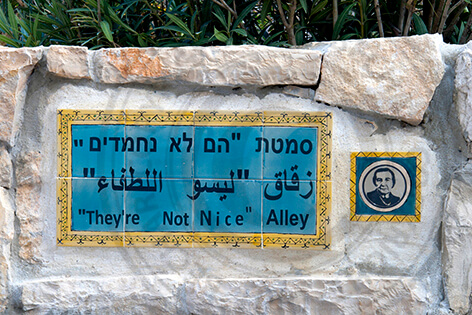 סמטת "הם לא נחמדים"
زقاق "ليسو اللطفاء"
"They're Not Nice" Alley